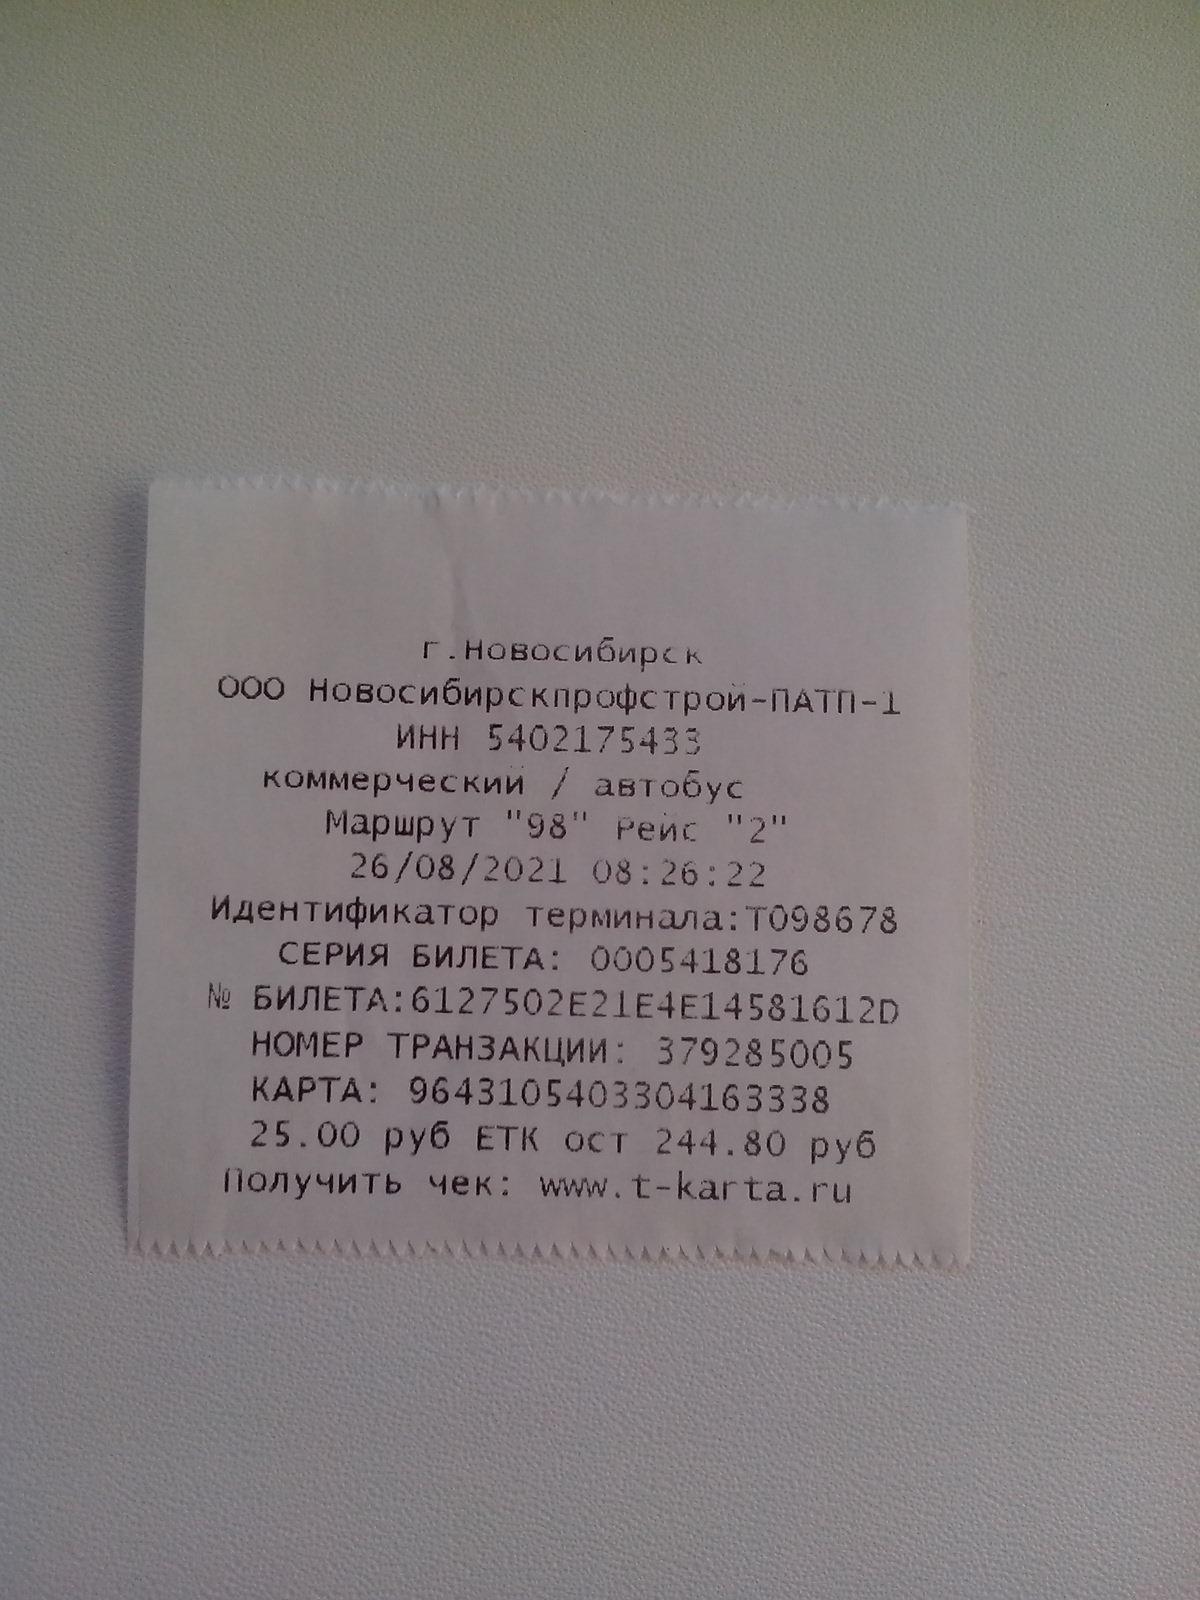 г.Новосибирск
ООО Новосибирскпрофстрой-ПАТП-1
ИНН 5402175433
коммерческий / автобус
Маршрут "98" Рейс "2"
26/08/2021 08:26:22
Идентификатор терминала:T098678
СЕРИЯ БИЛЕТА: 0005418176
№ БИЛЕТА:6127502E21E4E14581612D
НОМЕР ТРАНЗАКЦИИ: 379285005
КАРТА: 9643105403304163338
25.00 руб ЕТК ост 244.80 руб
Получить чек: www.t-karta.ru